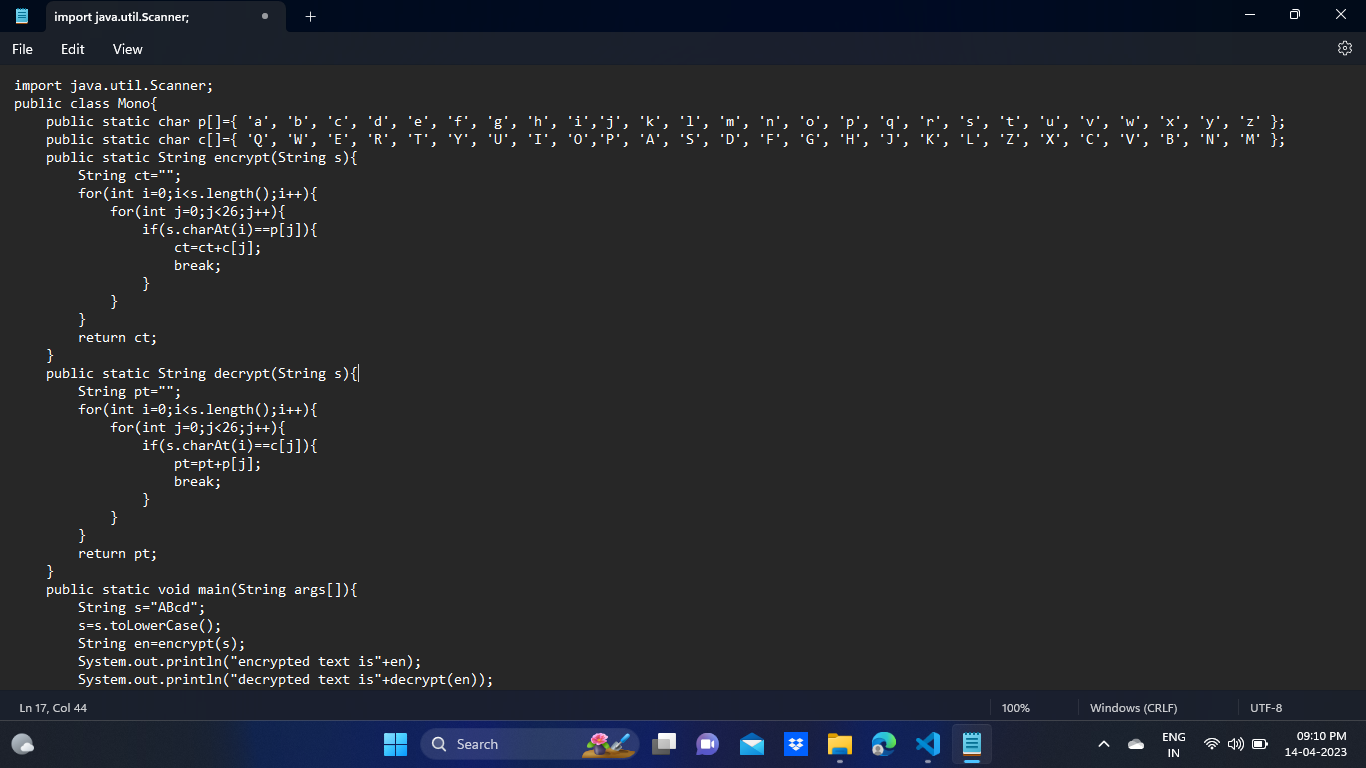 import java.util.Scanner;
File Edit View
import java.util.Scanner;
public class Mono{
    public static char p[]={ 'a', 'b', 'c', 'd', 'e', 'f', 'g', 'h', 'i','j', 'k', 'l', 'm', 'n', 'o', 'p', 'q', 'r', 's', 't', 'u', 'v', 'w', 'x', 'y', 'z' };
    public static char c[]={ 'Q', 'W', 'E', 'R', 'T', 'Y', 'U', 'I', 'O','P', 'A', 'S', 'D', 'F', 'G', 'H', 'J', 'K', 'L', 'Z', 'X', 'C', 'V', 'B', 'N', 'M' };
    public static String encrypt(String s){
        String ct="";
        for(int i=0;i<s.length();i++){
            for(int j=0;j<26;j++){
                if(s.charAt(i)==p[j]){
                    ct=ct+c[j];
                    break;
                }
            }
        }
        return ct;
    }
    public static String decrypt(String s){
        String pt="";
        for(int i=0;i<s.length();i++){
            for(int j=0;j<26;j++){
                if(s.charAt(i)==c[j]){
                    pt=pt+p[j];
                    break;
                }
            }
        }
        return pt;
    }
    public static void main(String args[]){
        String s="ABcd";
        s=s.toLowerCase();
        String en=encrypt(s);
        System.out.println("encrypted text is"+en);
        System.out.println("decrypted text is"+decrypt(en));
Ln 17, Col 44 100% Windows (CRLF) UTF-8
Search
ENG
IN
09:10 PM
14-04-2023